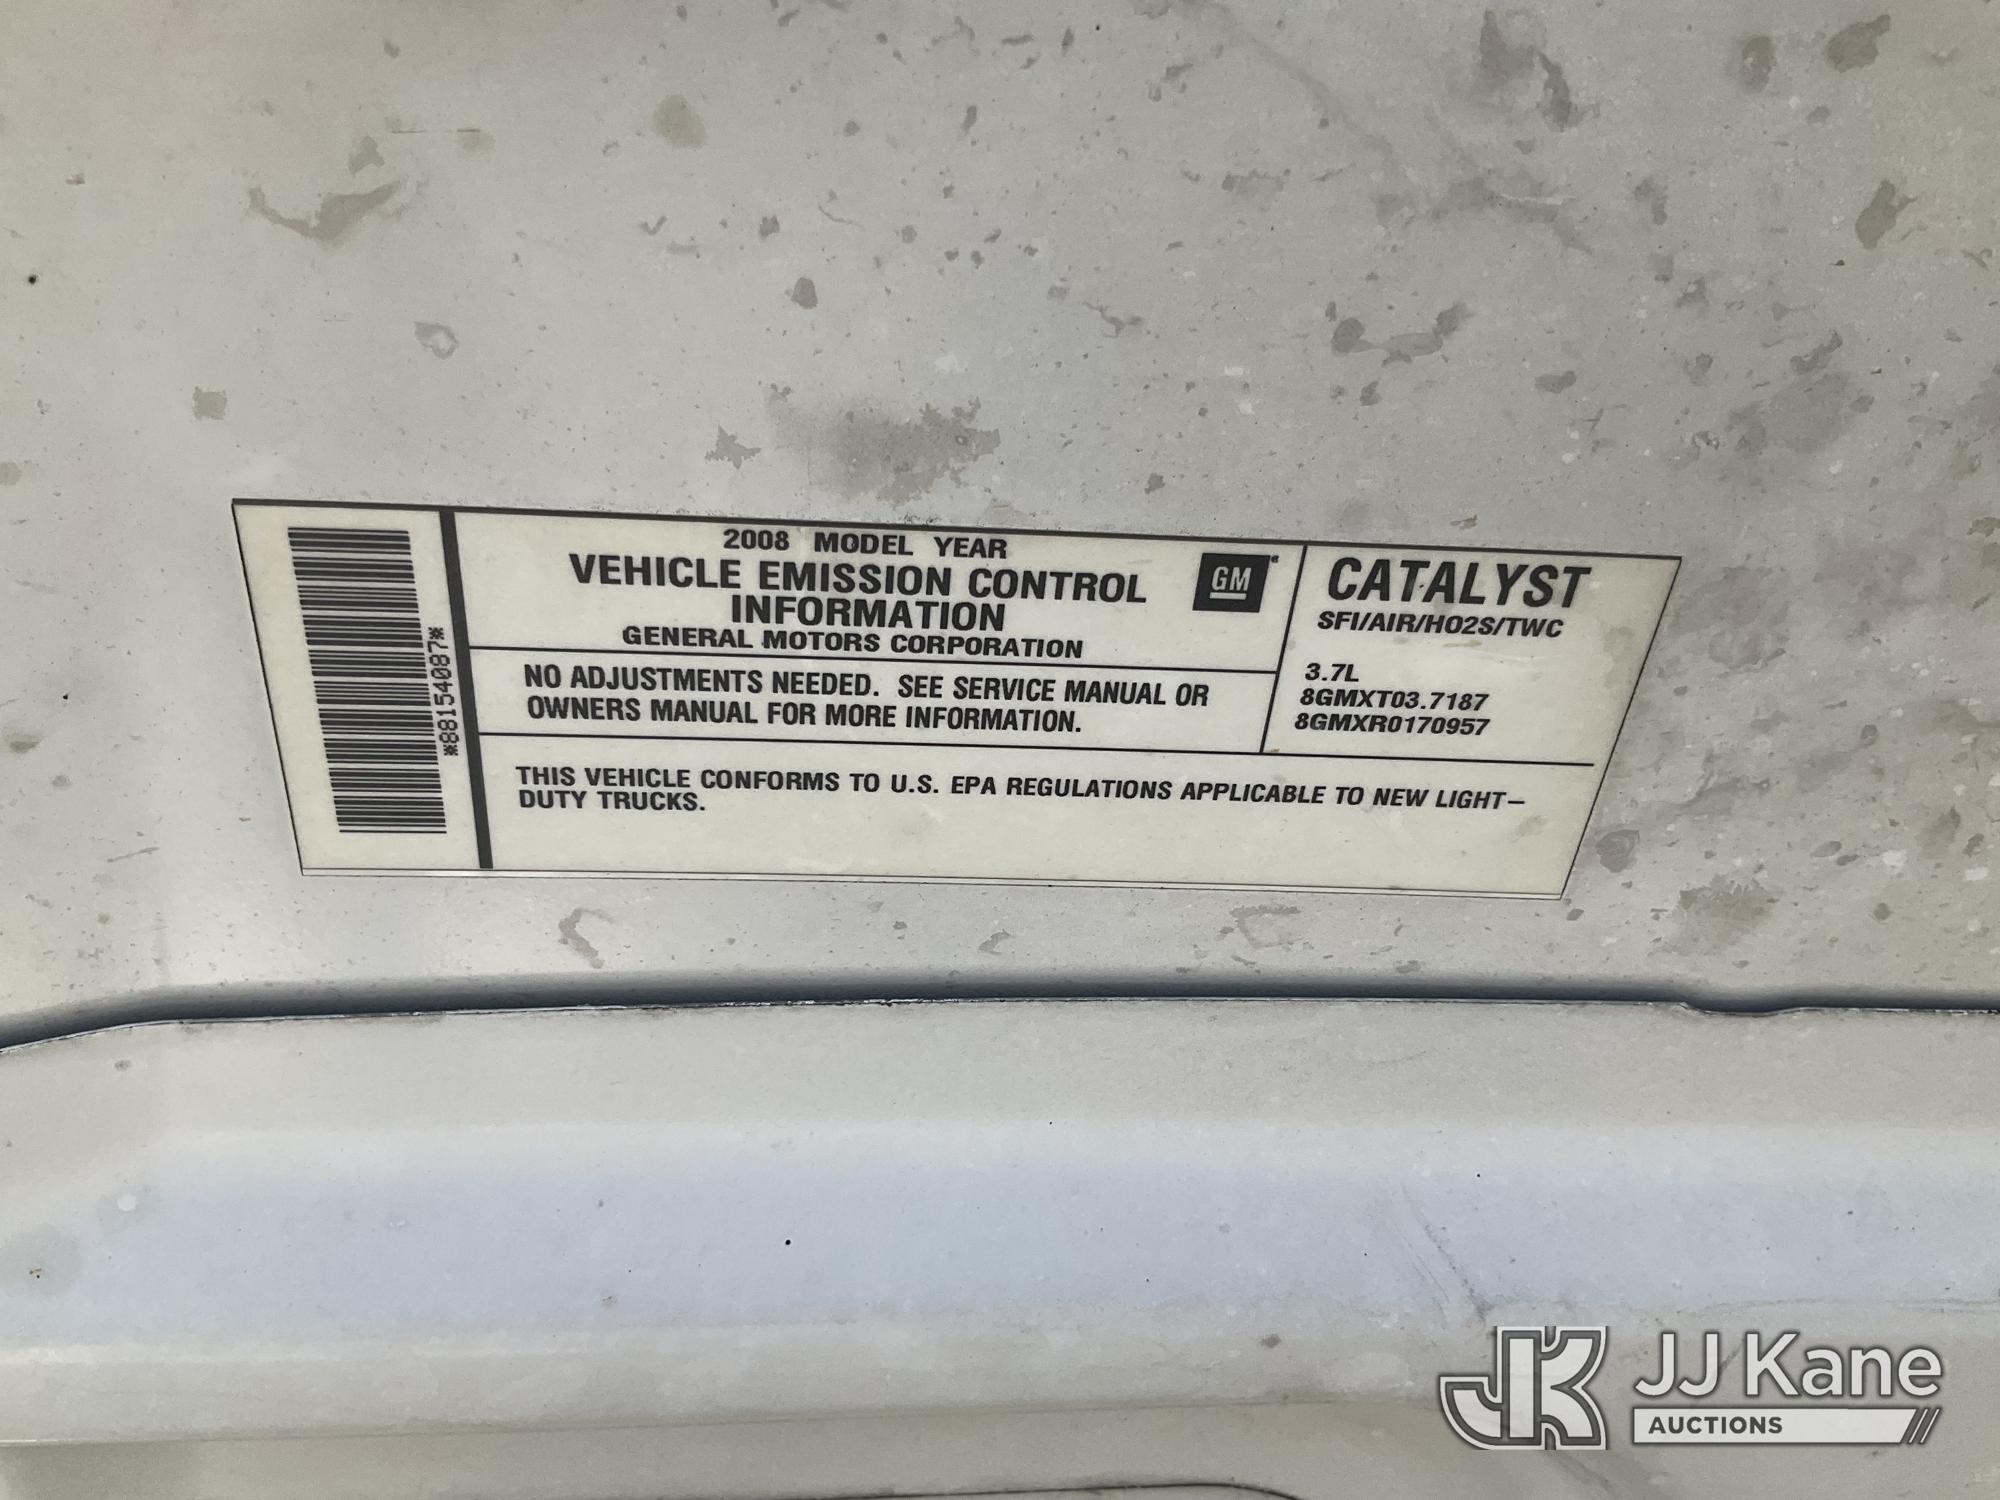 *88154087*
2008 MODEL YEAR
VEHICLE EMISSION CONTROL
INFORMATION
GENERAL MOTORS CORPORATION
GM
NO ADJUSTMENTS NEEDED. SEE SERVICE MANUAL OR
OWNERS MANUAL FOR MORE INFORMATION.
CATALYST
SFI/AIR/HO2S/TWC
3.7L
8GMXT03.7187
8GMXR0170957
THIS VEHICLE CONFORMS TO U.S. EPA REGULATIONS APPLICABLE TO NEW LIGHT–
DUTY TRUCKS.
JK JJ Kane
AUCTIONS